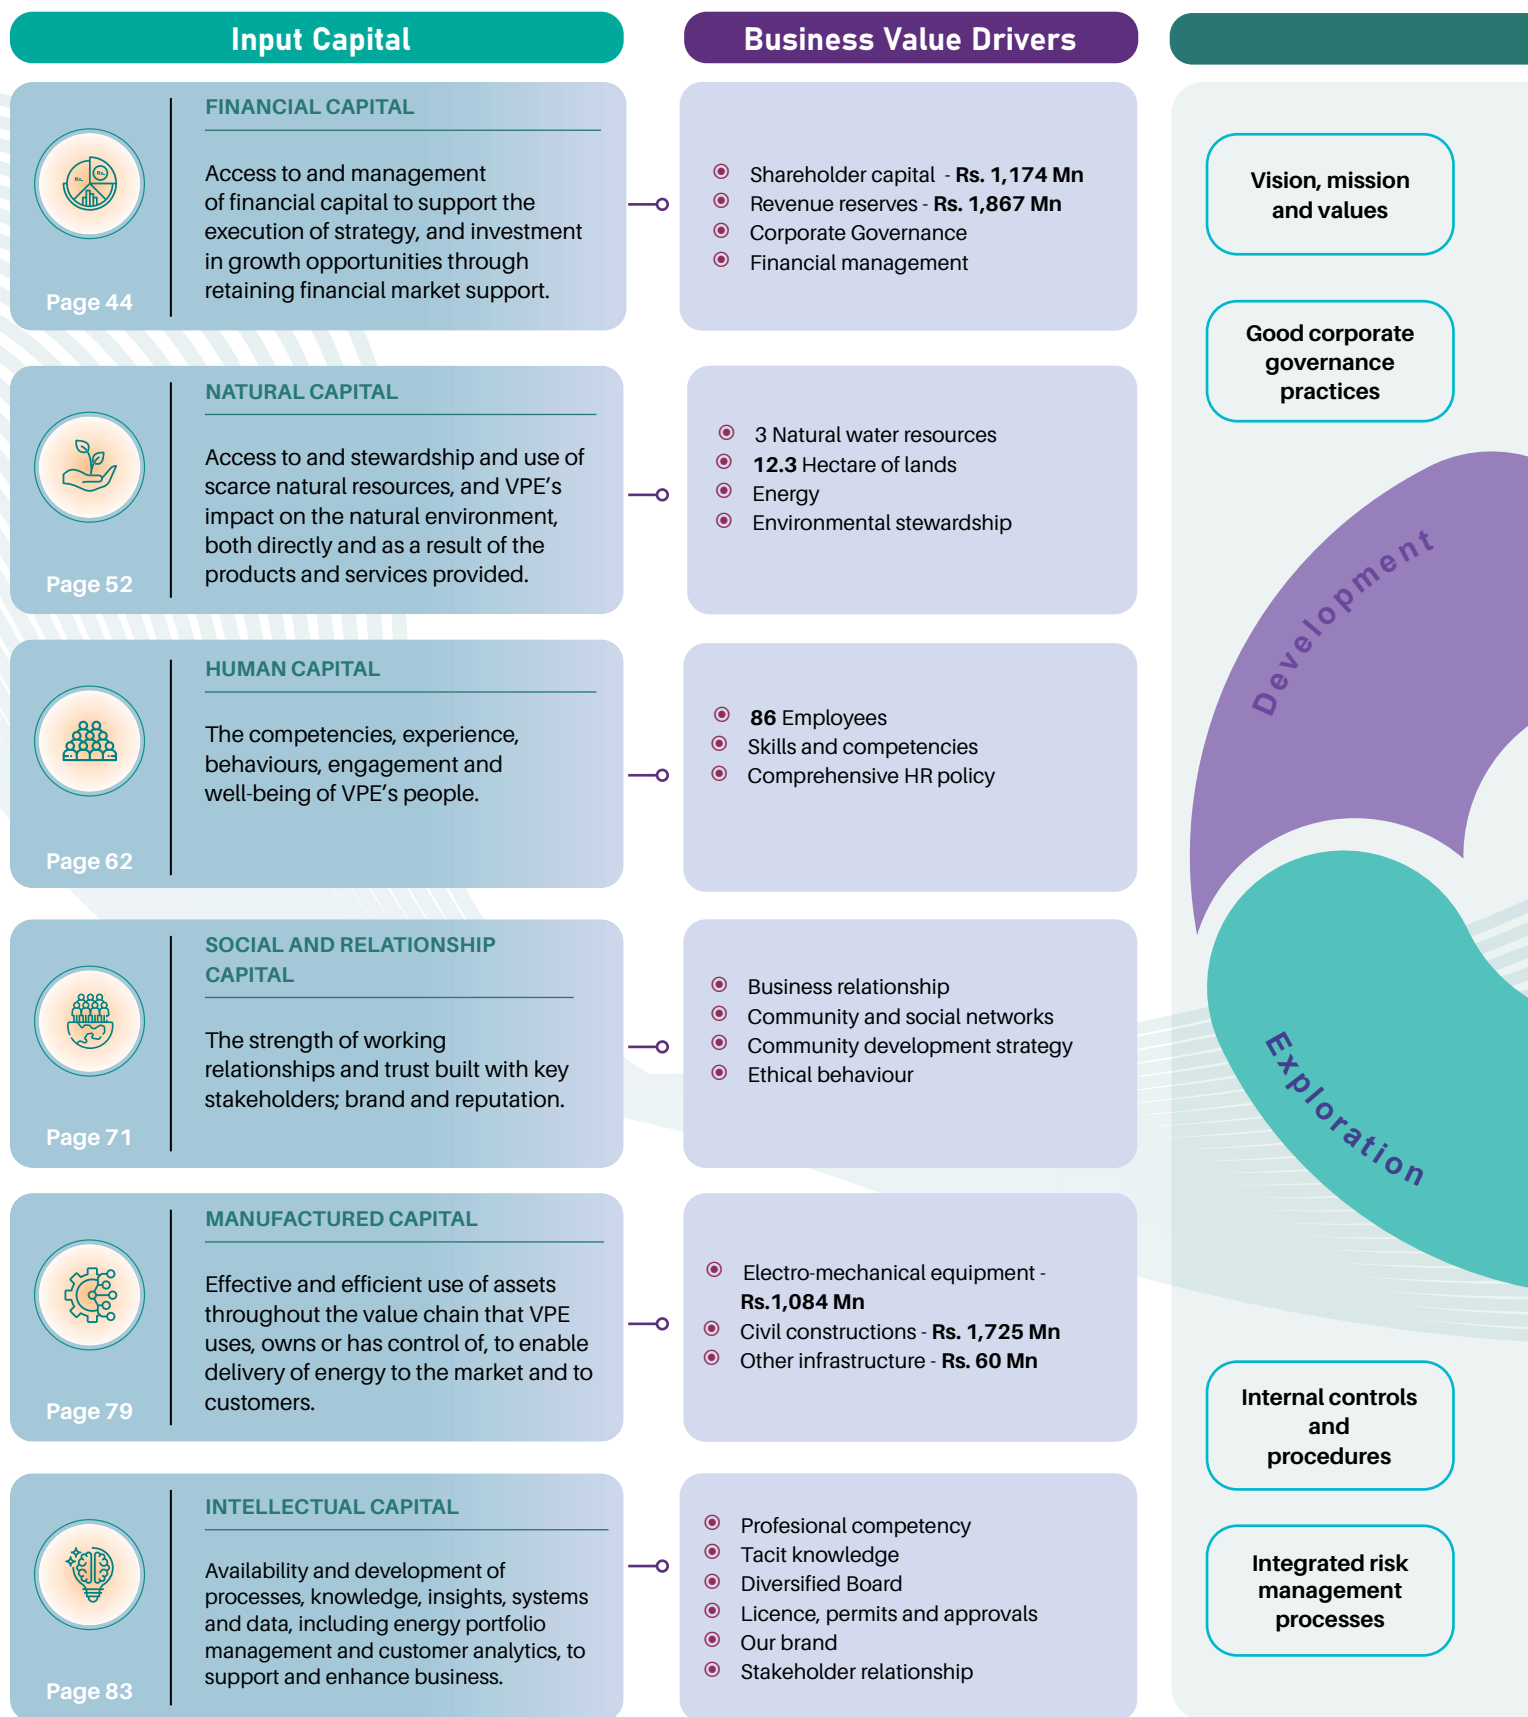 Input Capital
Business Value Drivers
FINANCIAL CAPITAL
Access to and management
of financial capital to support the
execution of strategy, and investment
in growth opportunities through
retaining financial market support.
Page 44
Shareholder capital - Rs. 1,174 Mn
Revenue reserves - Rs. 1,867 Mn
Corporate Governance
Financial management
NATURAL CAPITAL
Access to and stewardship and use of
scarce natural resources, and VPE's
impact on the natural environment,
both directly and as a result of the
products and services provided.
Page 52
3 Natural water resources
12.3 Hectare of lands
Energy
Environmental stewardship
HUMAN CAPITAL
The competencies, experience,
behaviours, engagement and
well-being of VPE's people.
Page 62
86 Employees
Skills and competencies
Comprehensive HR policy
SOCIAL AND RELATIONSHIP
CAPITAL
The strength of working
relationships and trust built with key
stakeholders; brand and reputation.
Page 71
Business relationship
Community and social networks
Community development strategy
Ethical behaviour
MANUFACTURED CAPITAL
Effective and efficient use of assets
throughout the value chain that VPE
uses, owns or has control of, to enable
delivery of energy to the market and to
customers.
Page 79
Electro-mechanical equipment -
Rs.1,084 Mn
Civil constructions - Rs. 1,725 Mn
Other infrastructure - Rs. 60 Mn
INTELLECTUAL CAPITAL
Availability and development of
processes, knowledge, insights, systems
and data, including energy portfolio
management and customer analytics, to
support and enhance business.
Page 83
Profesional competency
Tacit knowledge
Diversified Board
Licence, permits and approvals
Our brand
Stakeholder relationship
Vision, mission
and values
Good corporate
governance
practices
Development
Exploration
Internal controls
and
procedures
Integrated risk
management
processes